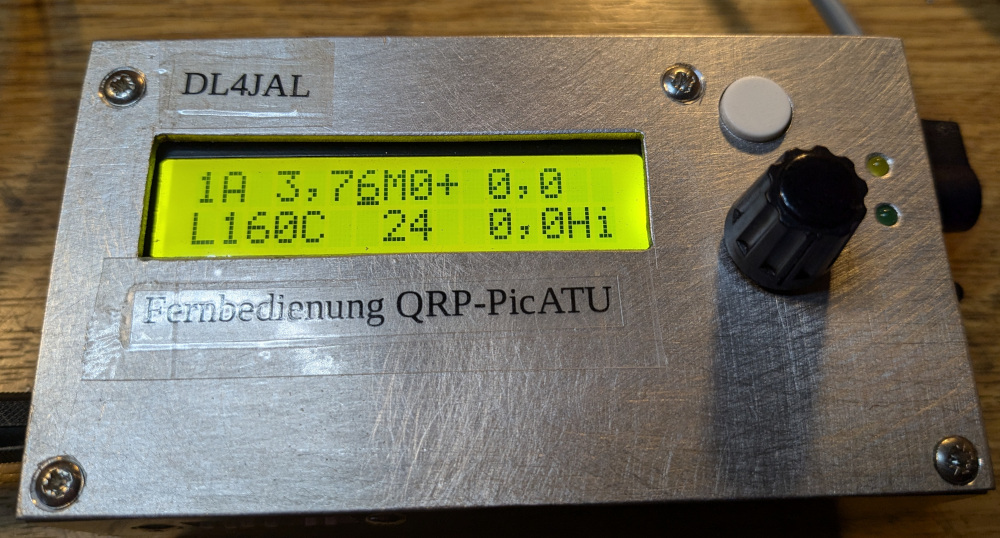 DL4JAL
1A 3,76M0+ 0,0
L160C 24 0,0Hi
Fernbedienung QRP-PicATU